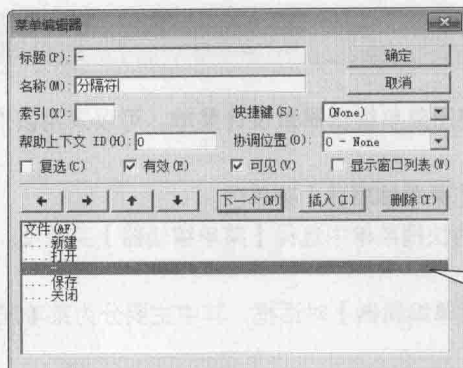 菜单编辑器
标题(P): -
确定
名称(M): 分隔符
取消
索引(X):
快捷键(S): (None)
帮助上下文 ID(H): 0
协调位置(O): 0 - None
复选(C) 有效(E) 可见(V) 显示窗口列表(W)
下一个(N) 插入(I) 删除(T)
文件(&F)
....新建
....打开
....-
....保存
....关闭